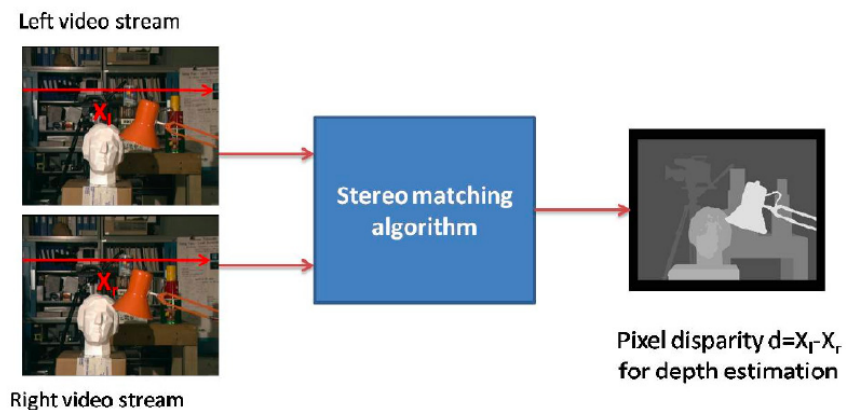 Left video stream
Xl
Stereo matching
algorithm
Xr
Right video stream
Pixel disparity d=Xl-Xr
for depth estimation